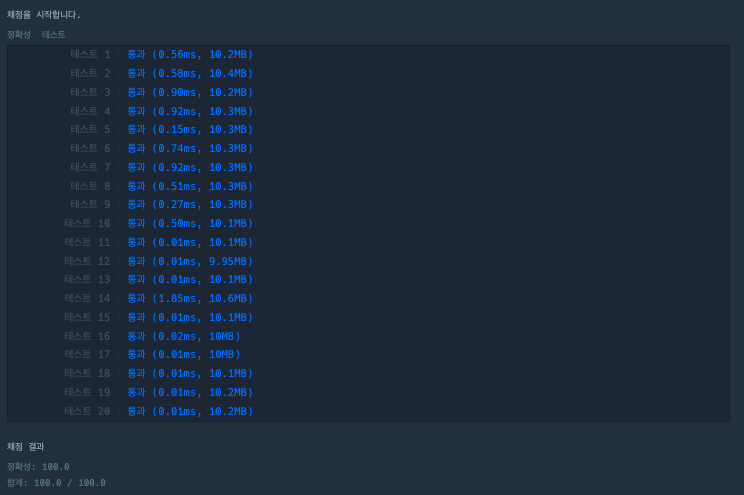 채점을 시작합니다.
정확성 테스트
테스트 1 〉 통과 (0.56ms, 10.2MB)
테스트 2 〉 통과 (0.58ms, 10.4MB)
테스트 3 〉 통과 (0.90ms, 10.2MB)
테스트 4 〉 통과 (0.92ms, 10.3MB)
테스트 5 〉 통과 (0.15ms, 10.3MB)
테스트 6 〉 통과 (0.74ms, 10.3MB)
테스트 7 〉 통과 (0.92ms, 10.3MB)
테스트 8 〉 통과 (0.51ms, 10.3MB)
테스트 9 〉 통과 (0.27ms, 10.3MB)
테스트 10 〉 통과 (0.50ms, 10.1MB)
테스트 11 〉 통과 (0.01ms, 10.1MB)
테스트 12 〉 통과 (0.01ms, 9.95MB)
테스트 13 〉 통과 (0.01ms, 10.1MB)
테스트 14 〉 통과 (1.85ms, 10.6MB)
테스트 15 〉 통과 (0.01ms, 10.1MB)
테스트 16 〉 통과 (0.02ms, 10MB)
테스트 17 〉 통과 (0.01ms, 10MB)
테스트 18 〉 통과 (0.01ms, 10.1MB)
테스트 19 〉 통과 (0.01ms, 10.2MB)
테스트 20 〉 통과 (0.01ms, 10.2MB)
채점 결과
정확성: 100.0
합계: 100.0 / 100.0